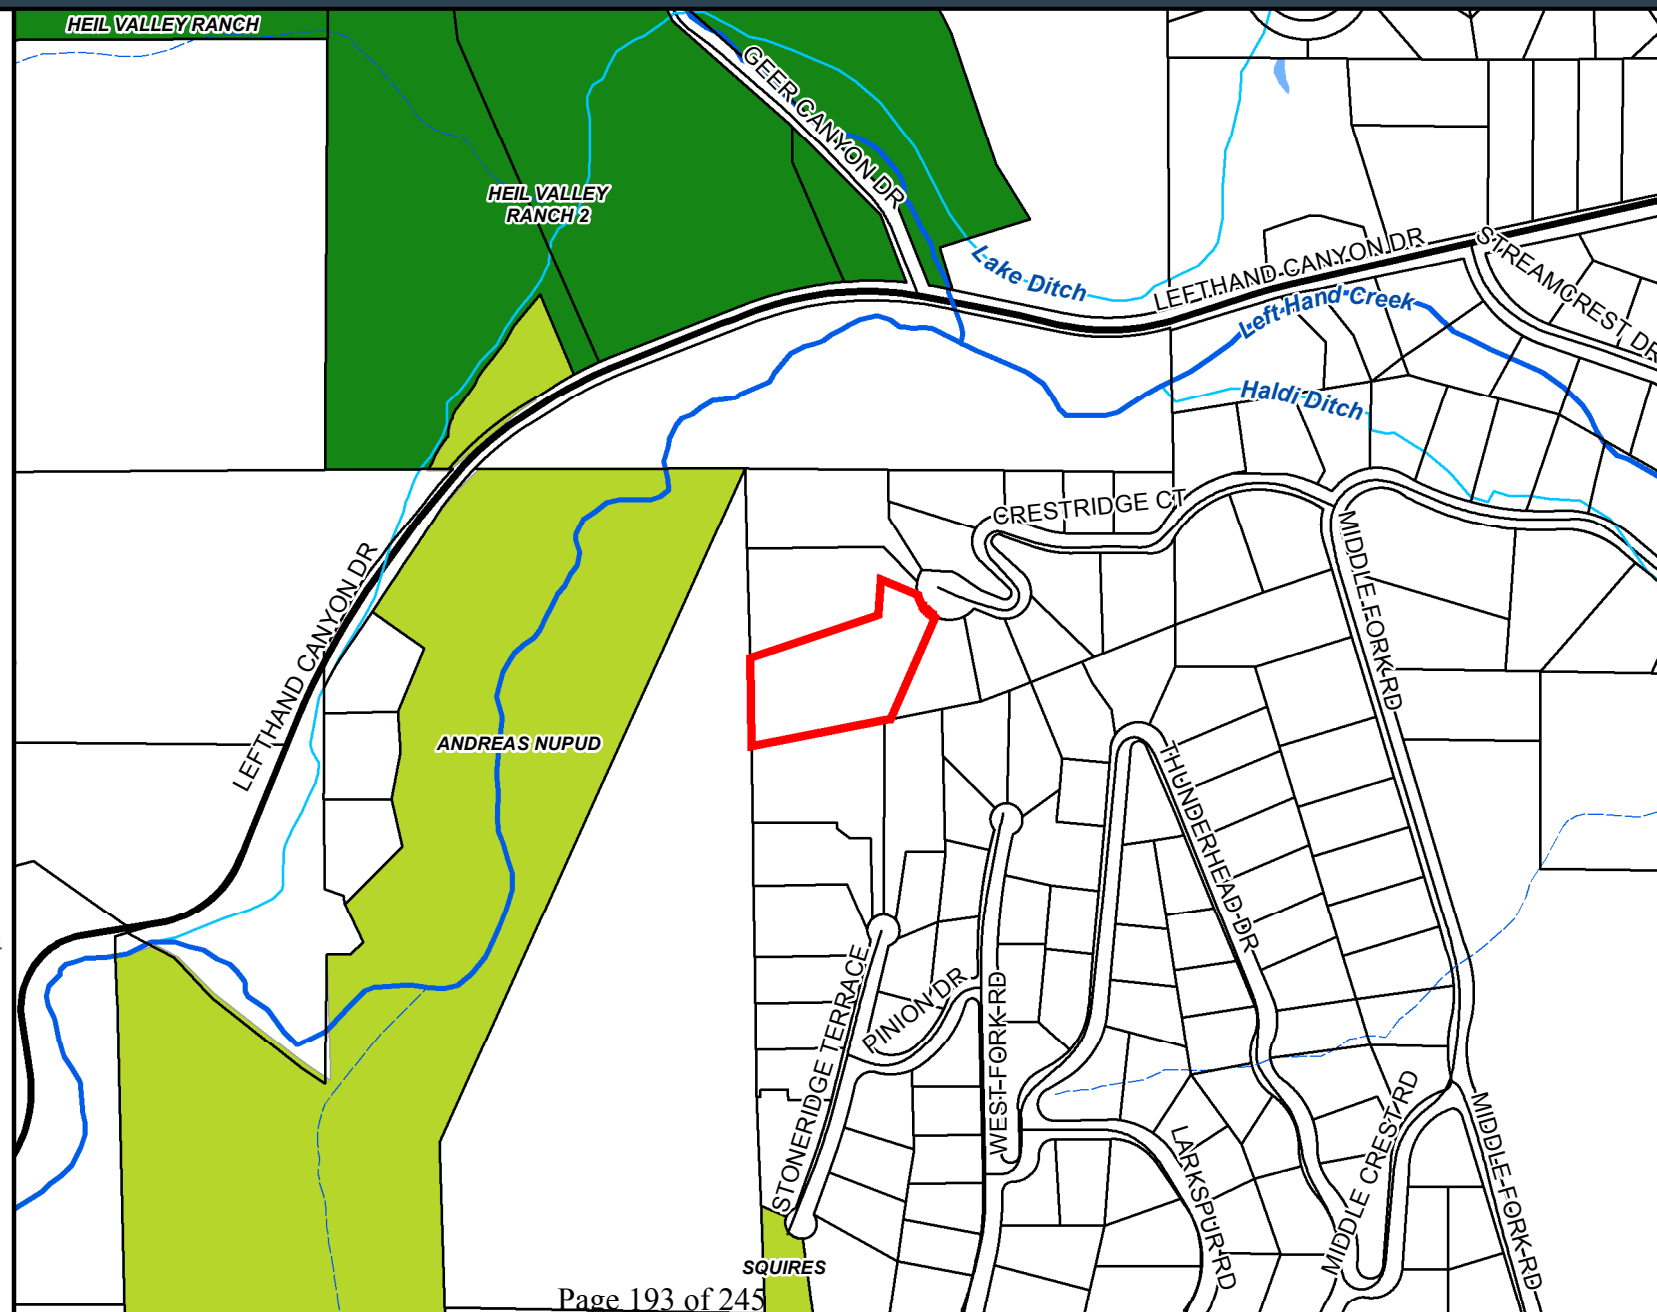 HEIL VALLEY RANCH
GEER CANYON DR
HEIL VALLEY
RANCH 2
Lake Ditch
LEFTHAND CANYON DR
STREAMCREST DR
Left Hand Creek
Haldi Ditch
CRESTRIDGE CT
MIDDLE FORK RD
LEFTHAND CANYON DR
ANDREAS NUPUD
THUNDERHEAD DR
STONERIDGE TERRACE
PINION DR
WEST FORK RD
LARKSPUR RD
MIDDLE CREST RD
MIDDLE FORK RD
SQUIRES
Page 193 of 245